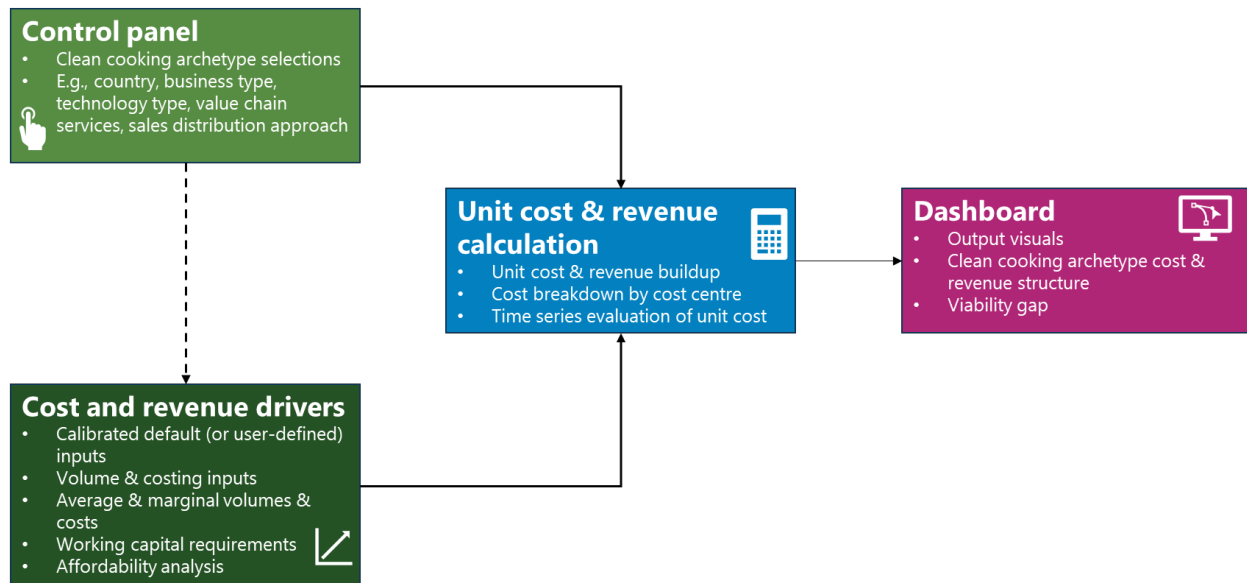 Control panel
• Clean cooking archetype selections
• E.g., country, business type,
technology type, value chain
services, sales distribution approach
Unit cost & revenue
calculation
• Unit cost & revenue buildup
• Cost breakdown by cost centre
• Time series evaluation of unit cost
Dashboard
• Output visuals
• Clean cooking archetype cost &
revenue structure
• Viability gap
Cost and revenue drivers
• Calibrated default (or user-defined)
inputs
• Volume & costing inputs
• Average & marginal volumes &
costs
• Working capital requirements
• Affordability analysis